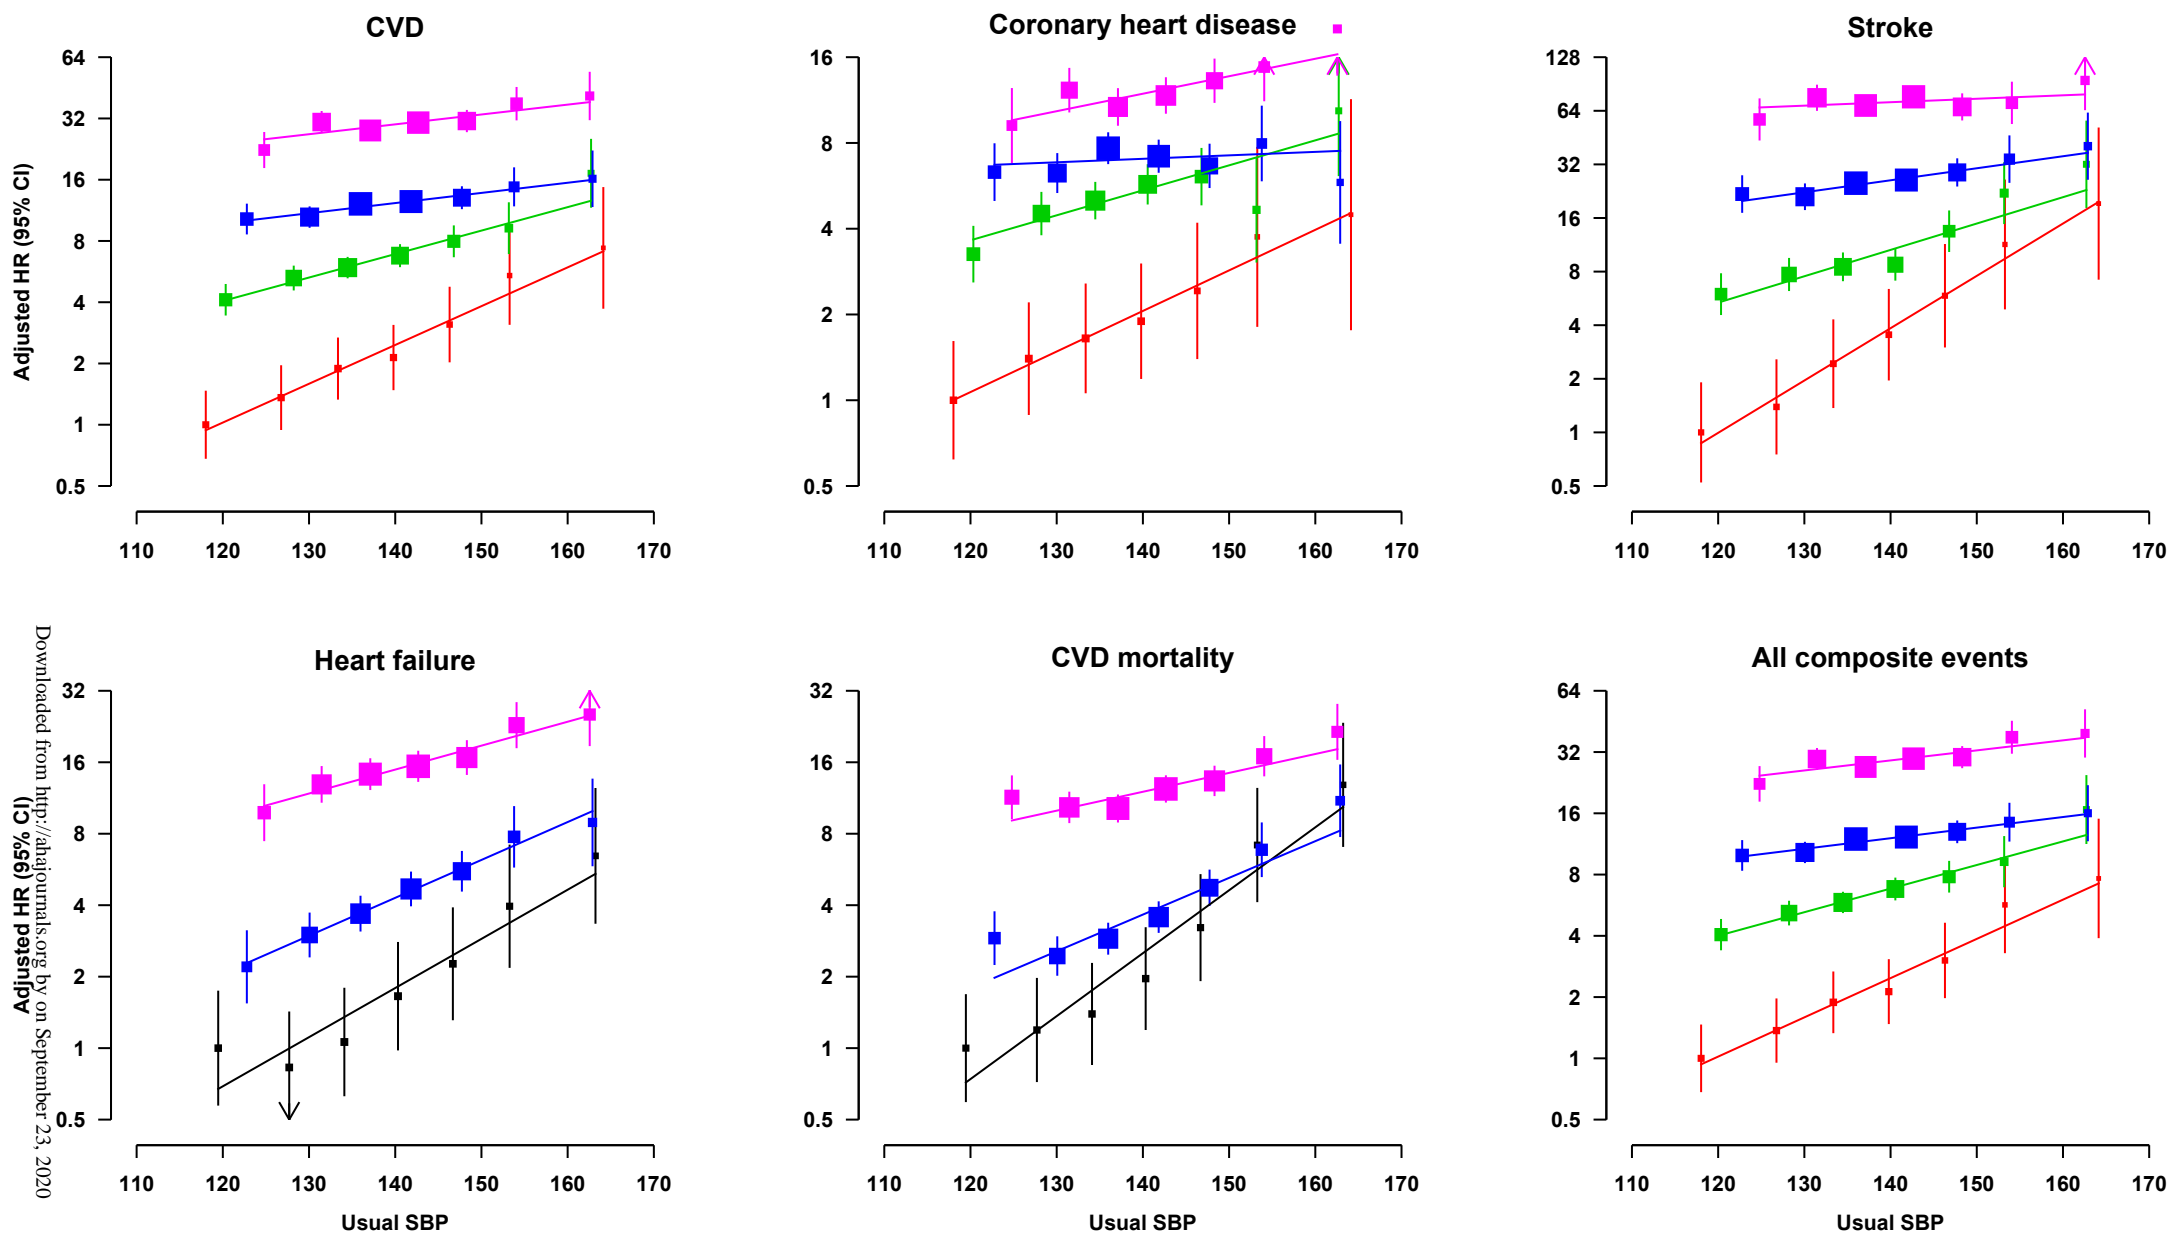 CVD
Coronary heart disease
Stroke
Adjusted HR (95% CI)
64
32
16
8
4
2
1
0.5
110 120 130 140 150 160 170
16
8
4
2
1
0.5
110 120 130 140 150 160 170
128
64
32
16
8
4
2
1
0.5
110 120 130 140 150 160 170
Heart failure
CVD mortality
All composite events
Adjusted HR (95% CI)
32
16
8
4
2
1
0.5
110 120 130 140 150 160 170
Usual SBP
32
16
8
4
2
1
0.5
110 120 130 140 150 160 170
Usual SBP
64
32
16
8
4
2
1
0.5
110 120 130 140 150 160 170
Usual SBP
Downloaded from http://ahajournals.org by on September 23, 2020